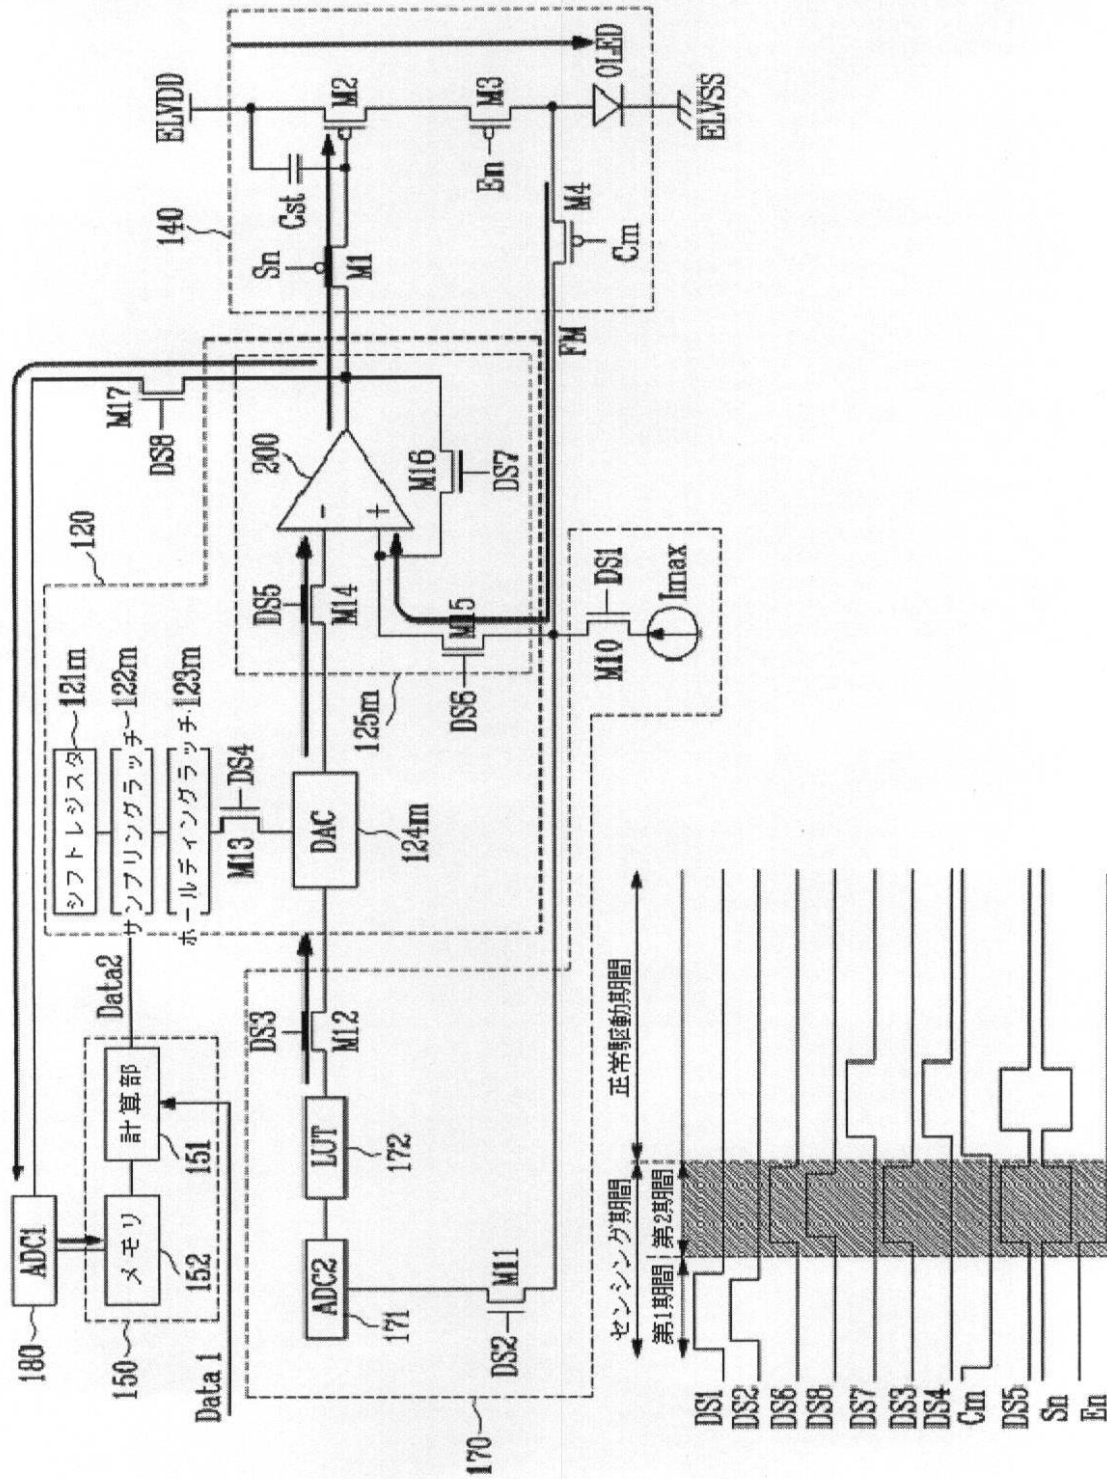 180
ADC1
150
メモリ
152
計算部
151
Data 1
Data2
120
シフトレジスタ
121m
サンプリングラッチ
122m
ホールディングラッチ
123m
M13
DS4
DS8
M17
140
ELVDD
Cst
M2
Sn
M1
En
M3
OLED
ELVSS
M4
Cm
FM
170
ADC2
171
LUT
172
DS3
M12
DAC
124m
DS5
M14
200
-
+
M16
DS7
125m
DS6
M15
DS2
M11
M10
DS1
Imax
センシング期間
正常駆動期間
第1期間
第2期間
DS1
DS2
DS6
DS8
DS7
DS3
DS4
Cm
DS5
Sn
En